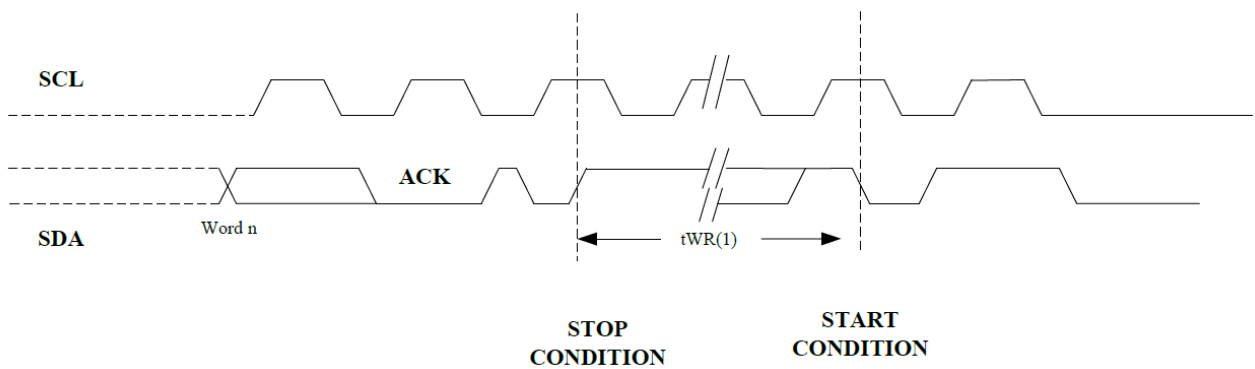 SCL
ACK
Word n
SDA
tWR(1)
STOP
CONDITION
START
CONDITION